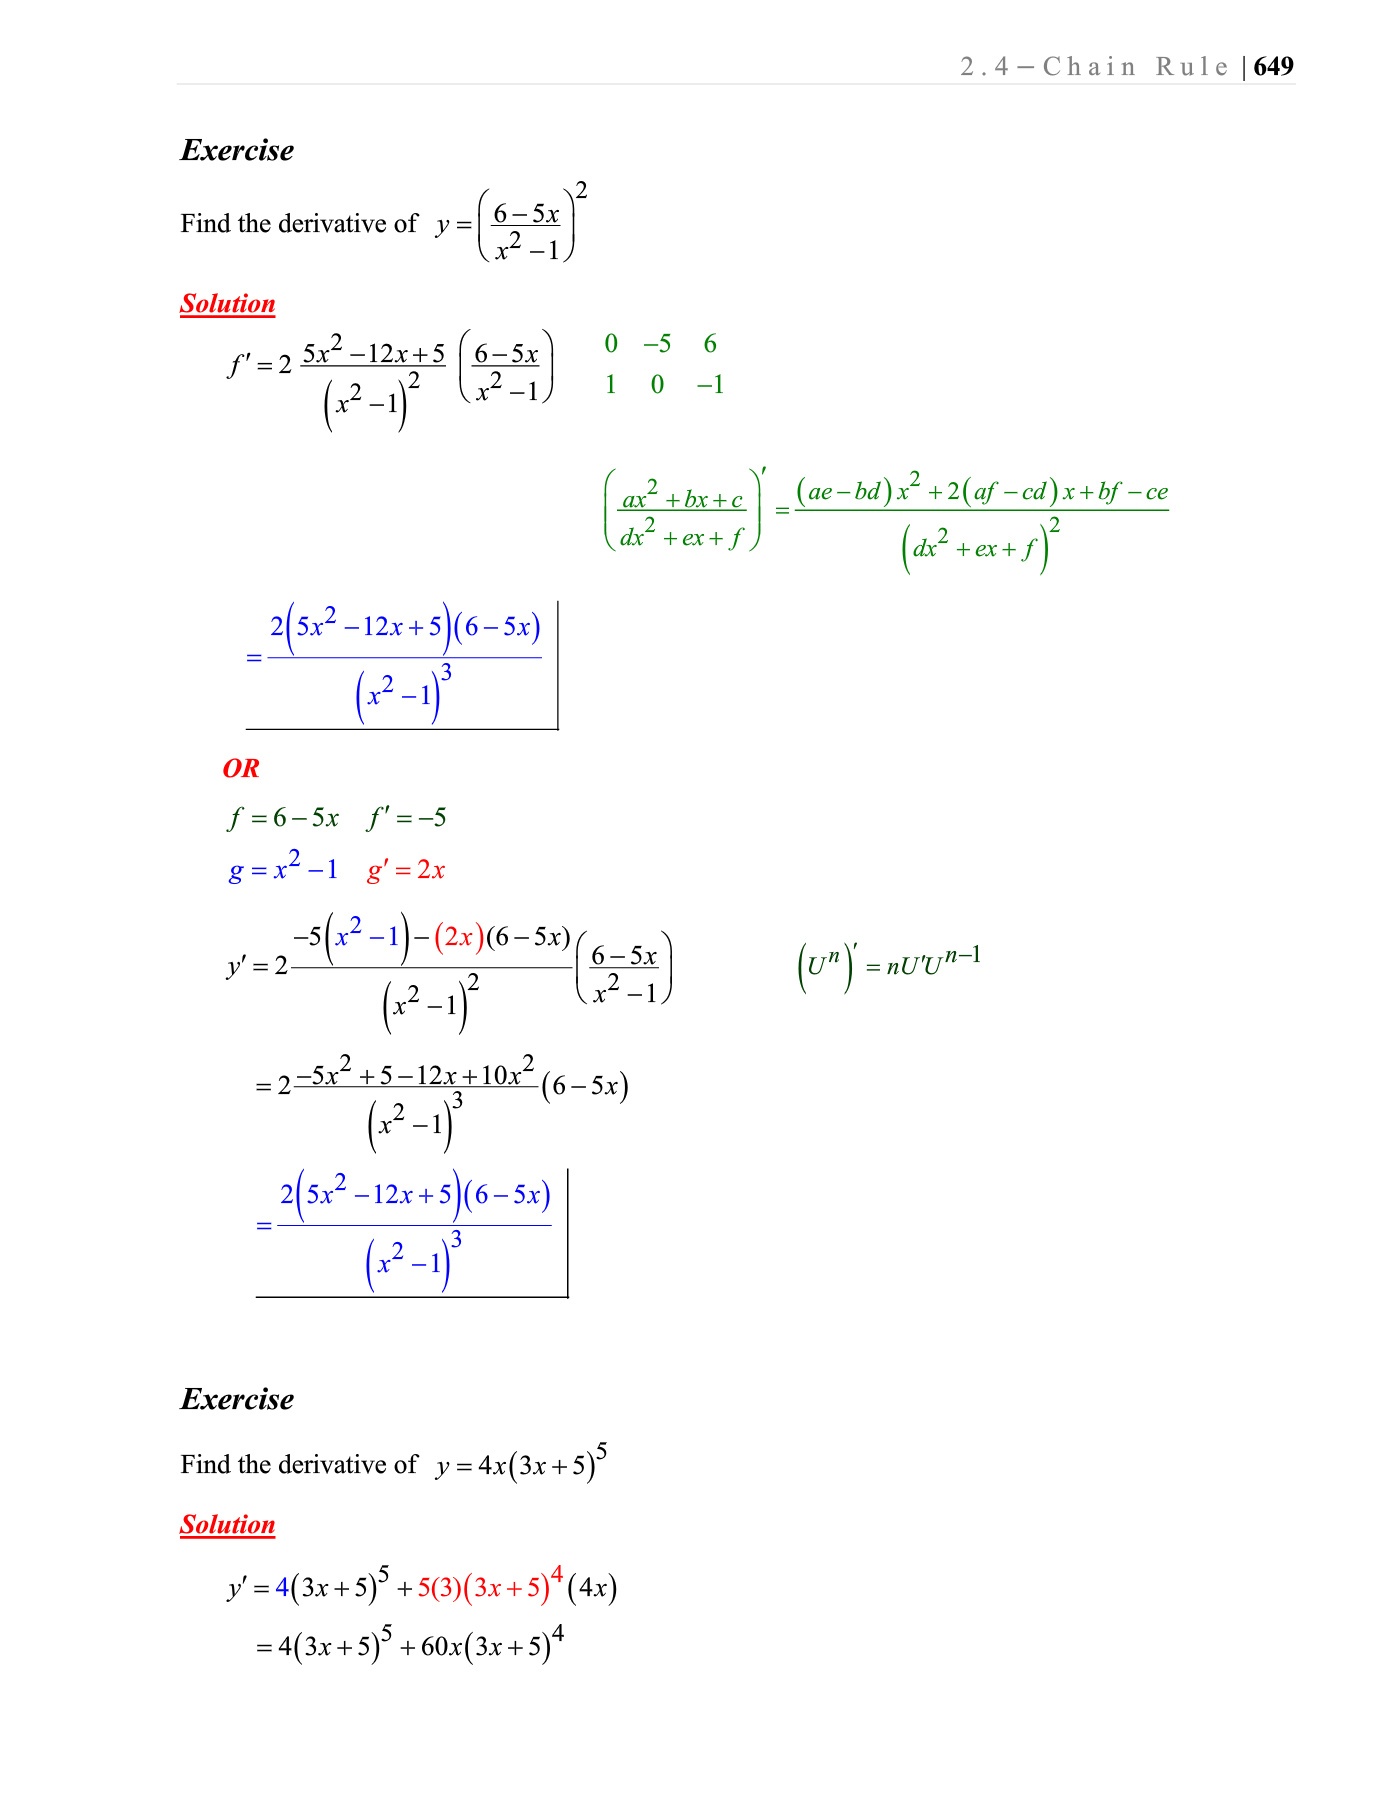 2.4 – Chain Rule | 649
Exercise
Find the derivative of y = \left( \frac{6-5x}{x^2-1} \right)^2
Solution
f' = 2 \frac{5x^2-12x+5}{\left(x^2-1\right)^2} \left( \frac{6-5x}{x^2-1} \right)
0 −5 6
1 0 −1
\left( \frac{ax^2+bx+c}{dx^2+ex+f} \right)' = \frac{(ae-bd)x^2+2(af-cd)x+bf-ce}{\left(dx^2+ex+f\right)^2}
= \frac{2\left(5x^2-12x+5\right)(6-5x)}{\left(x^2-1\right)^3}
OR
f = 6 − 5x f' = −5
g = x^2 − 1 g' = 2x
y' = 2 \frac{-5\left(x^2-1\right)-(2x)(6-5x)}{\left(x^2-1\right)^2} \left( \frac{6-5x}{x^2-1} \right) \left(U^n\right)' = nU'U^{n-1}
= 2 \frac{-5x^2+5-12x+10x^2}{\left(x^2-1\right)^3} (6-5x)
= \frac{2\left(5x^2-12x+5\right)(6-5x)}{\left(x^2-1\right)^3}
Exercise
Find the derivative of y = 4x(3x+5)^5
Solution
y' = 4(3x+5)^5 + 5(3)(3x+5)^4 (4x)
= 4(3x+5)^5 + 60x(3x+5)^4